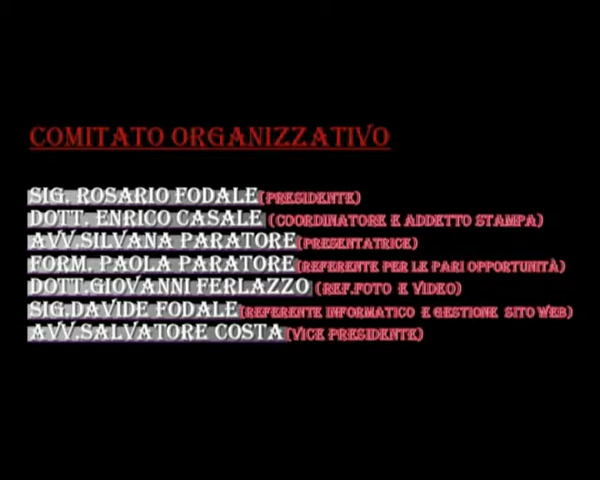 COMITATO ORGANIZZATIVO
SIG. ROSARIO FODALE(PRESIDENTE)
DOTT. ENRICO CASALE (COORDINATORE E ADDETTO STAMPA)
AVV.SILVANA PARATORE(PRESENTATRICE)
FORM. PAOLA PARATORE(REFERENTE PER LE PARI OPPORTUNITÀ)
DOTT.GIOVANNI FERLAZZO (REF.FOTO E VIDEO)
SIG.DAVIDE FODALE(REFERENTE INFORMATICO E GESTIONE SITO WEB)
AVV.SALVATORE COSTA(VICE PRESIDENTE)